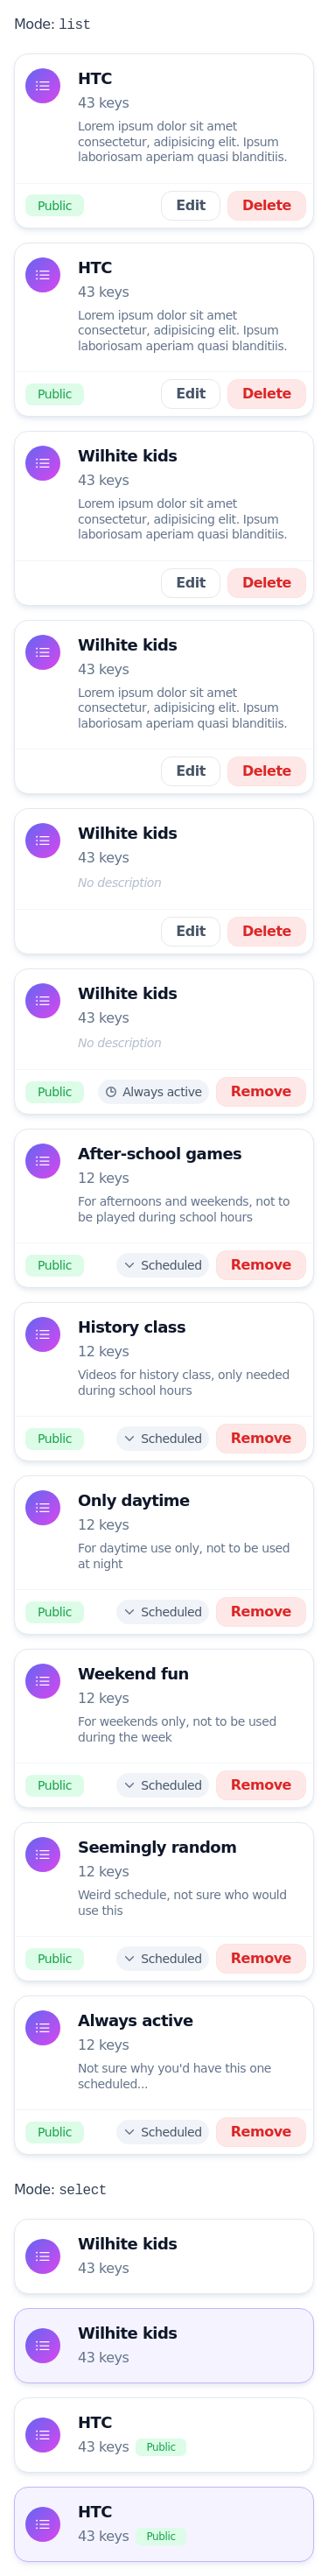 Mode: list
HTC
43 keys
Lorem ipsum dolor sit amet
consectetur, adipisicing elit. Ipsum
laboriosam aperiam quasi blanditiis.
Public Edit Delete
HTC
43 keys
Lorem ipsum dolor sit amet
consectetur, adipisicing elit. Ipsum
laboriosam aperiam quasi blanditiis.
Public Edit Delete
Wilhite kids
43 keys
Lorem ipsum dolor sit amet
consectetur, adipisicing elit. Ipsum
laboriosam aperiam quasi blanditiis.
Edit Delete
Wilhite kids
43 keys
Lorem ipsum dolor sit amet
consectetur, adipisicing elit. Ipsum
laboriosam aperiam quasi blanditiis.
Edit Delete
Wilhite kids
43 keys
No description
Edit Delete
Wilhite kids
43 keys
No description
Public Always active Remove
After-school games
12 keys
For afternoons and weekends, not to
be played during school hours
Public Scheduled Remove
History class
12 keys
Videos for history class, only needed
during school hours
Public Scheduled Remove
Only daytime
12 keys
For daytime use only, not to be used
at night
Public Scheduled Remove
Weekend fun
12 keys
For weekends only, not to be used
during the week
Public Scheduled Remove
Seemingly random
12 keys
Weird schedule, not sure who would
use this
Public Scheduled Remove
Always active
12 keys
Not sure why you'd have this one
scheduled...
Public Scheduled Remove
Mode: select
Wilhite kids
43 keys
Wilhite kids
43 keys
HTC
43 keys Public
HTC
43 keys Public